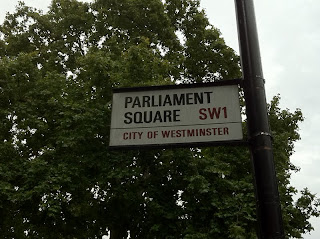 PARLIAMENT
SQUARE SW1
CITY OF WESTMINSTER